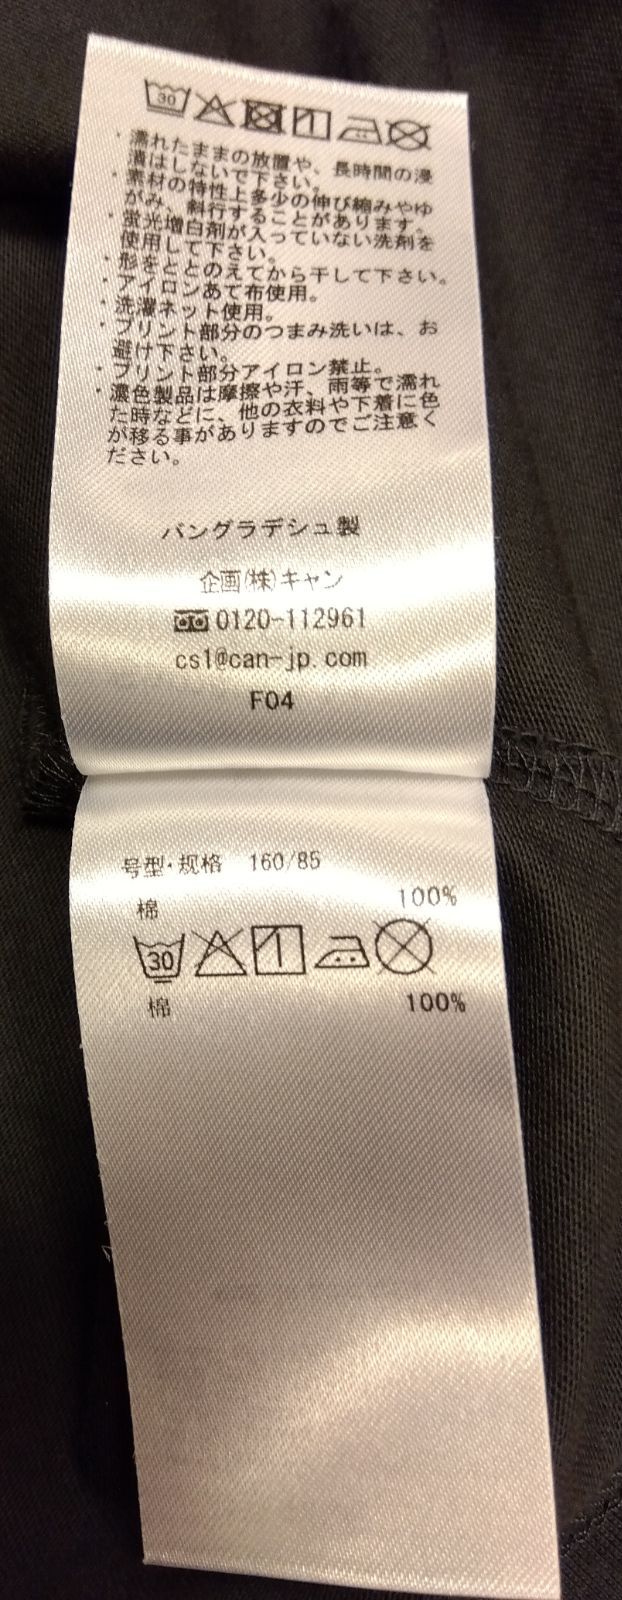 30
・濡れたままの放置や、長時間の浸
漬はしないで下さい。
・素材の特性上多少の伸び縮みやゆ
がみ、斜行することがあります。
・蛍光増白剤が入っていない洗剤を
使用して下さい。
・形をととのえてから干して下さい。
・アイロンあて布使用。
・洗濯ネット使用。
・プリント部分のつまみ洗いは、お
避け下さい。
・プリント部分アイロン禁止。
・濃色製品は摩擦や汗、雨等で濡れ
た時などに、他の衣料や下着に色
が移る事がありますのでご注意く
ださい。
バングラデシュ製
企画(株)キャン
0120-112961
cs1@can-jp.com
F04
号型·规格 160/85
棉 100%
30
棉 100%